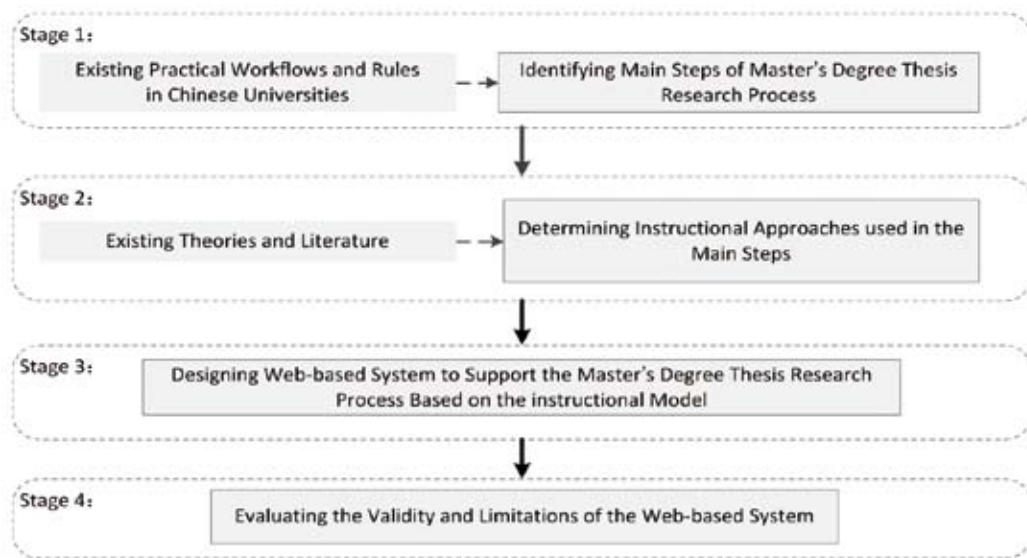 Stage 1:
Existing Practical Workflows and Rules
in Chinese Universities
Identifying Main Steps of Master's Degree Thesis
Research Process
Stage 2:
Existing Theories and Literature
Determining Instructional Approaches used in the
Main Steps
Stage 3:
Designing Web-based System to Support the Master's Degree Thesis Research
Process Based on the instructional Model
Stage 4:
Evaluating the Validity and Limitations of the Web-based System